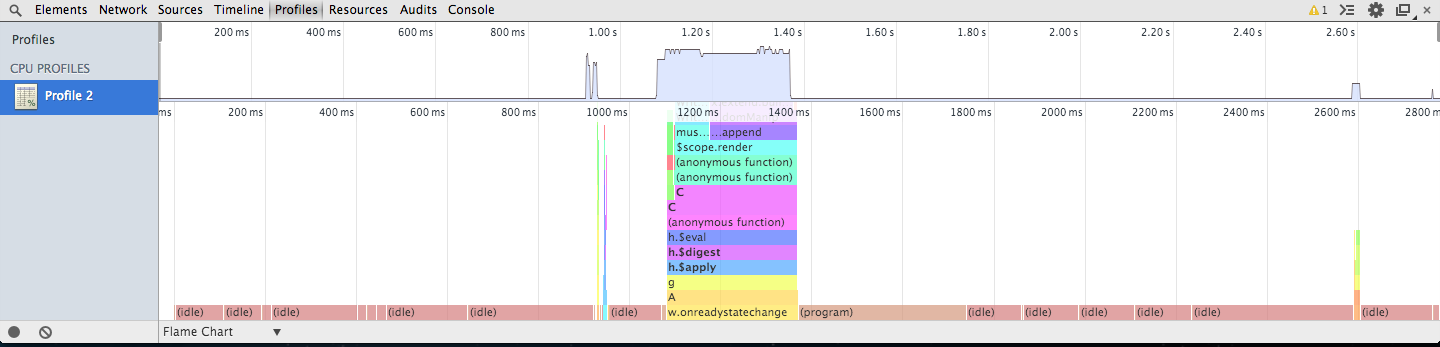 Elements Network Sources Timeline Profiles Resources Audits Console 1
Profiles
CPU PROFILES
Profile 2
200 ms 400 ms 600 ms 800 ms 1.00 s 1.20 s 1.40 s 1.60 s 1.80 s 2.00 s 2.20 s 2.40 s 2.60 s
ms 200 ms 400 ms 600 ms 800 ms 1000 ms 1200 ms 1400 ms 1600 ms 1800 ms 2000 ms 2200 ms 2400 ms 2600 ms 2800 m
mus... ...append
$scope.render
(anonymous function)
(anonymous function)
C
C
(anonymous function)
h.$eval
h.$digest
h.$apply
g
A
(idle) (idle) (idle) (idle) (idle) (idle) w.onreadystatechange (program) (idle) (idle) (idle) (idle) (idle) (idle)
Flame Chart